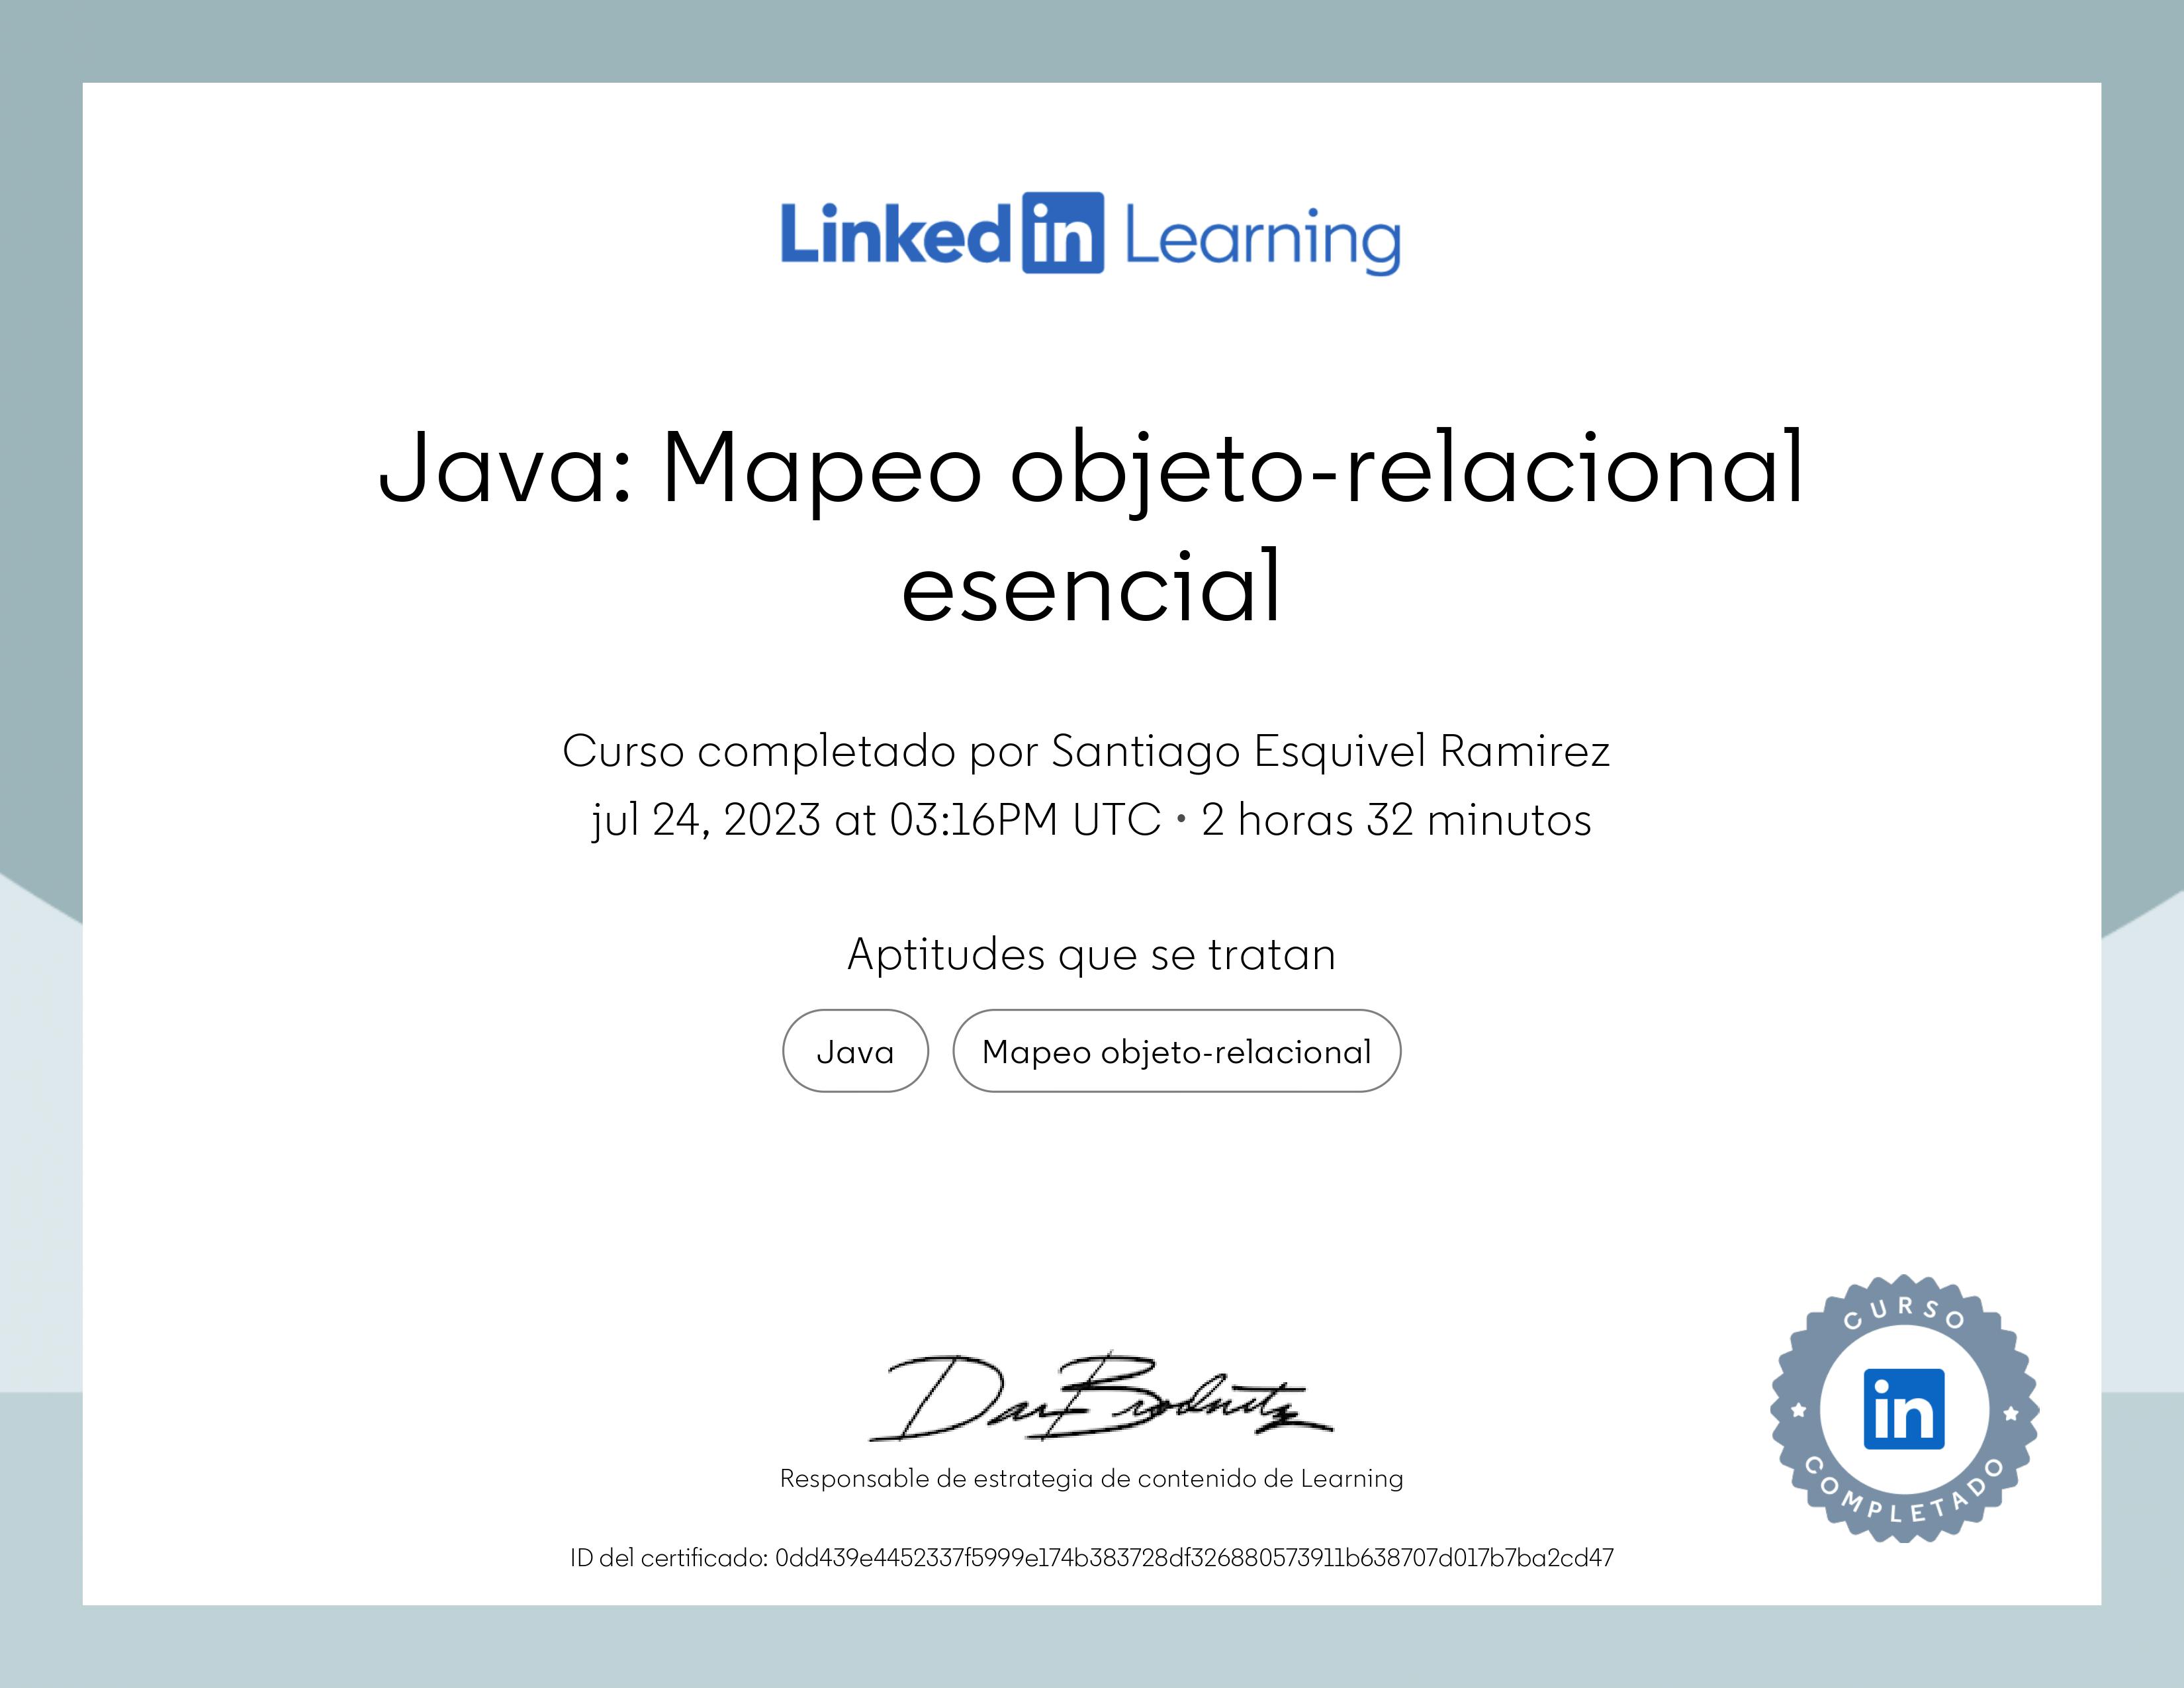 Linked in Learning
Java: Mapeo objeto-relacional
esencial
Curso completado por Santiago Esquivel Ramirez
jul 24, 2023 at 03:16PM UTC • 2 horas 32 minutos
Aptitudes que se tratan
Java Mapeo objeto-relacional
Responsable de estrategia de contenido de Learning
ID del certificado: 0dd439e4452337f5999e174b383728df326880573911b638707d017b7ba2cd47
CURSO
in
COMPLETADO